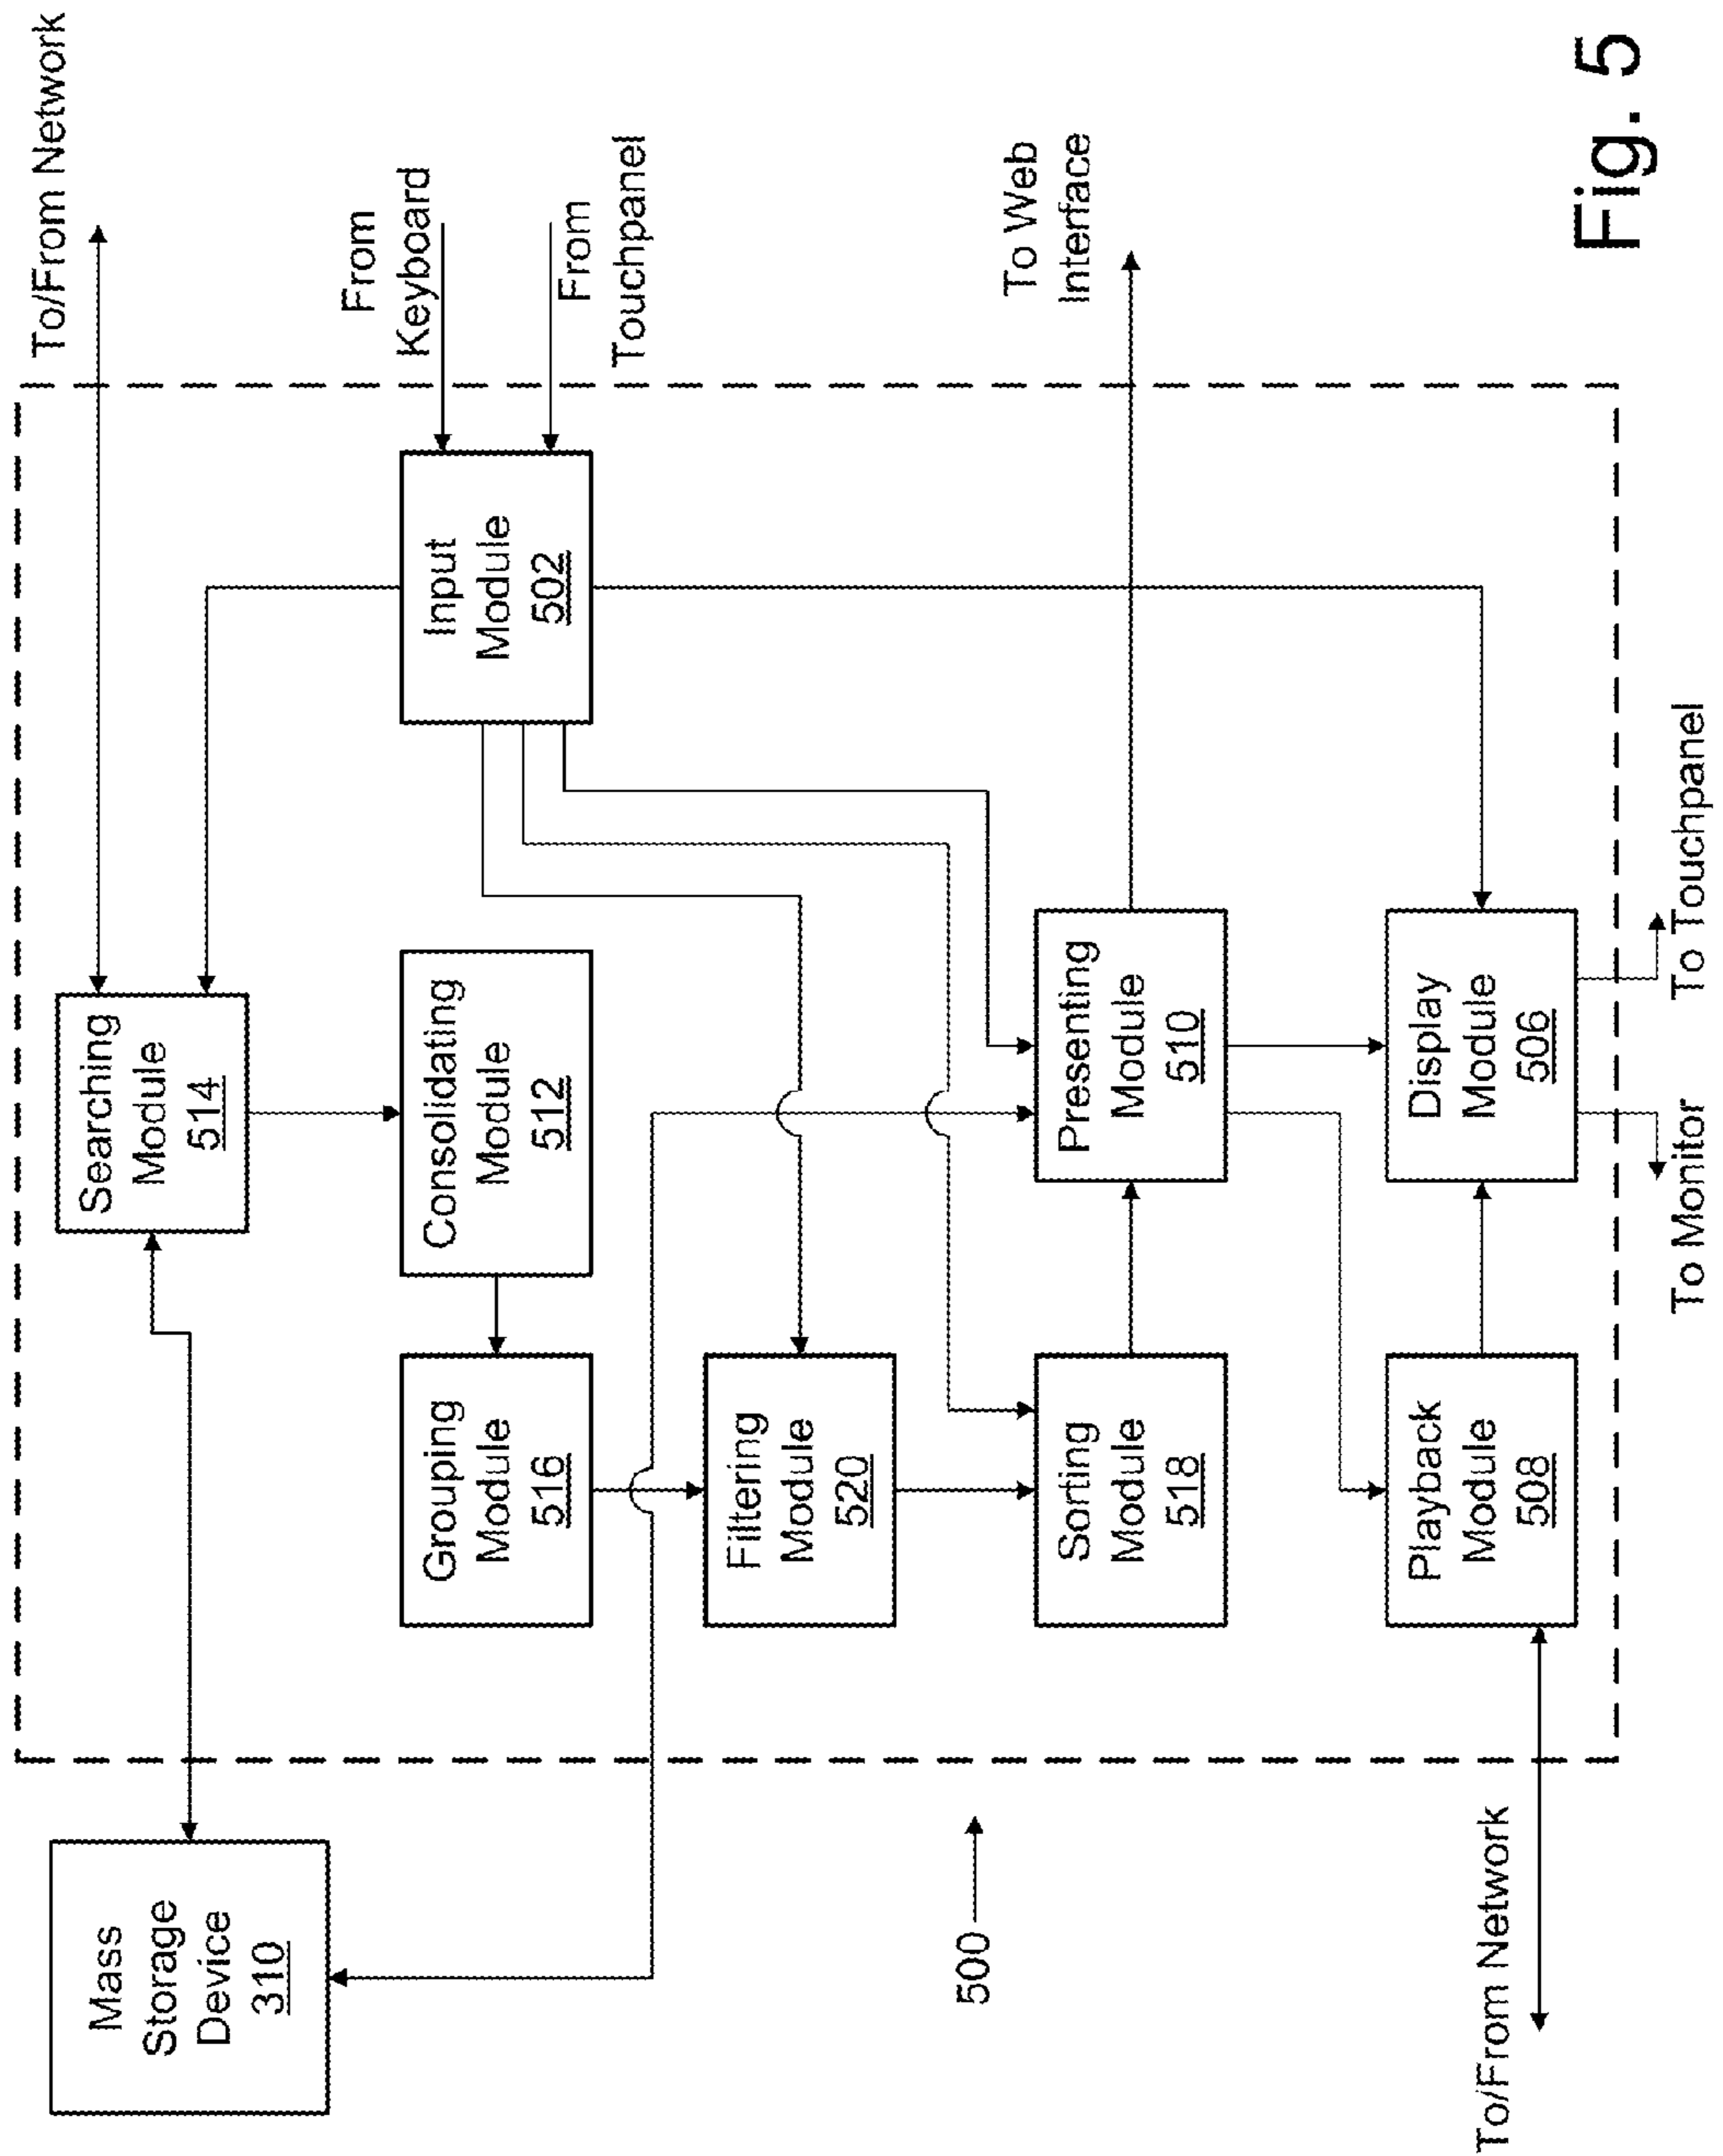 To/From Network
Mass
Storage
Device
310
Searching
Module
514
From
Keyboard
From
Touchpanel
Grouping
Module
516
Consolidating
Module
512
Input
Module
502
Filtering
Module
520
500
Sorting
Module
518
Presenting
Module
510
To Web
Interface
Playback
Module
508
Display
Module
506
To/From Network
To Monitor
To Touchpanel
Fig. 5